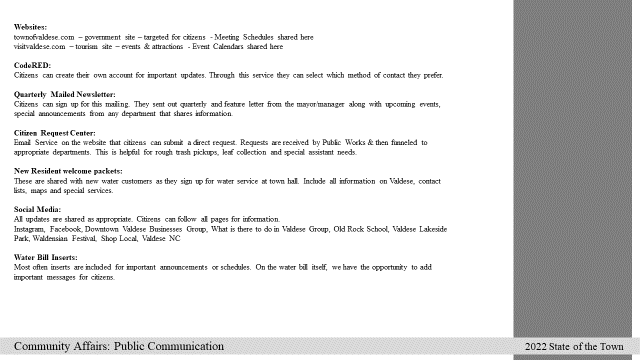 Websites:
townofvaldese.com – government site – targeted for citizens - Meeting Schedules shared here
visitvaldese.com – tourism site – events & attractions - Event Calendars shared here
CodeRED:
Citizens can create their own account for important updates. Through this service they can select which method of contact they prefer.
Quarterly Mailed Newsletter:
Citizens can sign up for this mailing. They sent out quarterly and feature letter from the mayor/manager along with upcoming events,
special announcements from any department that shares information.
Citizen Request Center:
Email Service on the website that citizens can submit a direct request. Requests are received by Public Works & then funneled to
appropriate departments. This is helpful for rough trash pickups, leaf collection and special assistant needs.
New Resident welcome packets:
These are shared with new water customers as they sign up for water service at town hall. Include all information on Valdese, contact
lists, maps and special services.
Social Media:
All updates are shared as appropriate. Citizens can follow all pages for information.
Instagram, Facebook, Downtown Valdese Businesses Group, What is there to do in Valdese Group, Old Rock School, Valdese Lakeside
Park, Waldensian Festival, Shop Local, Valdese NC
Water Bill Inserts:
Most often inserts are included for important announcements or schedules. On the water bill itself, we have the opportunity to add
important messages for citizens.
Community Affairs: Public Communication
2022 State of the Town